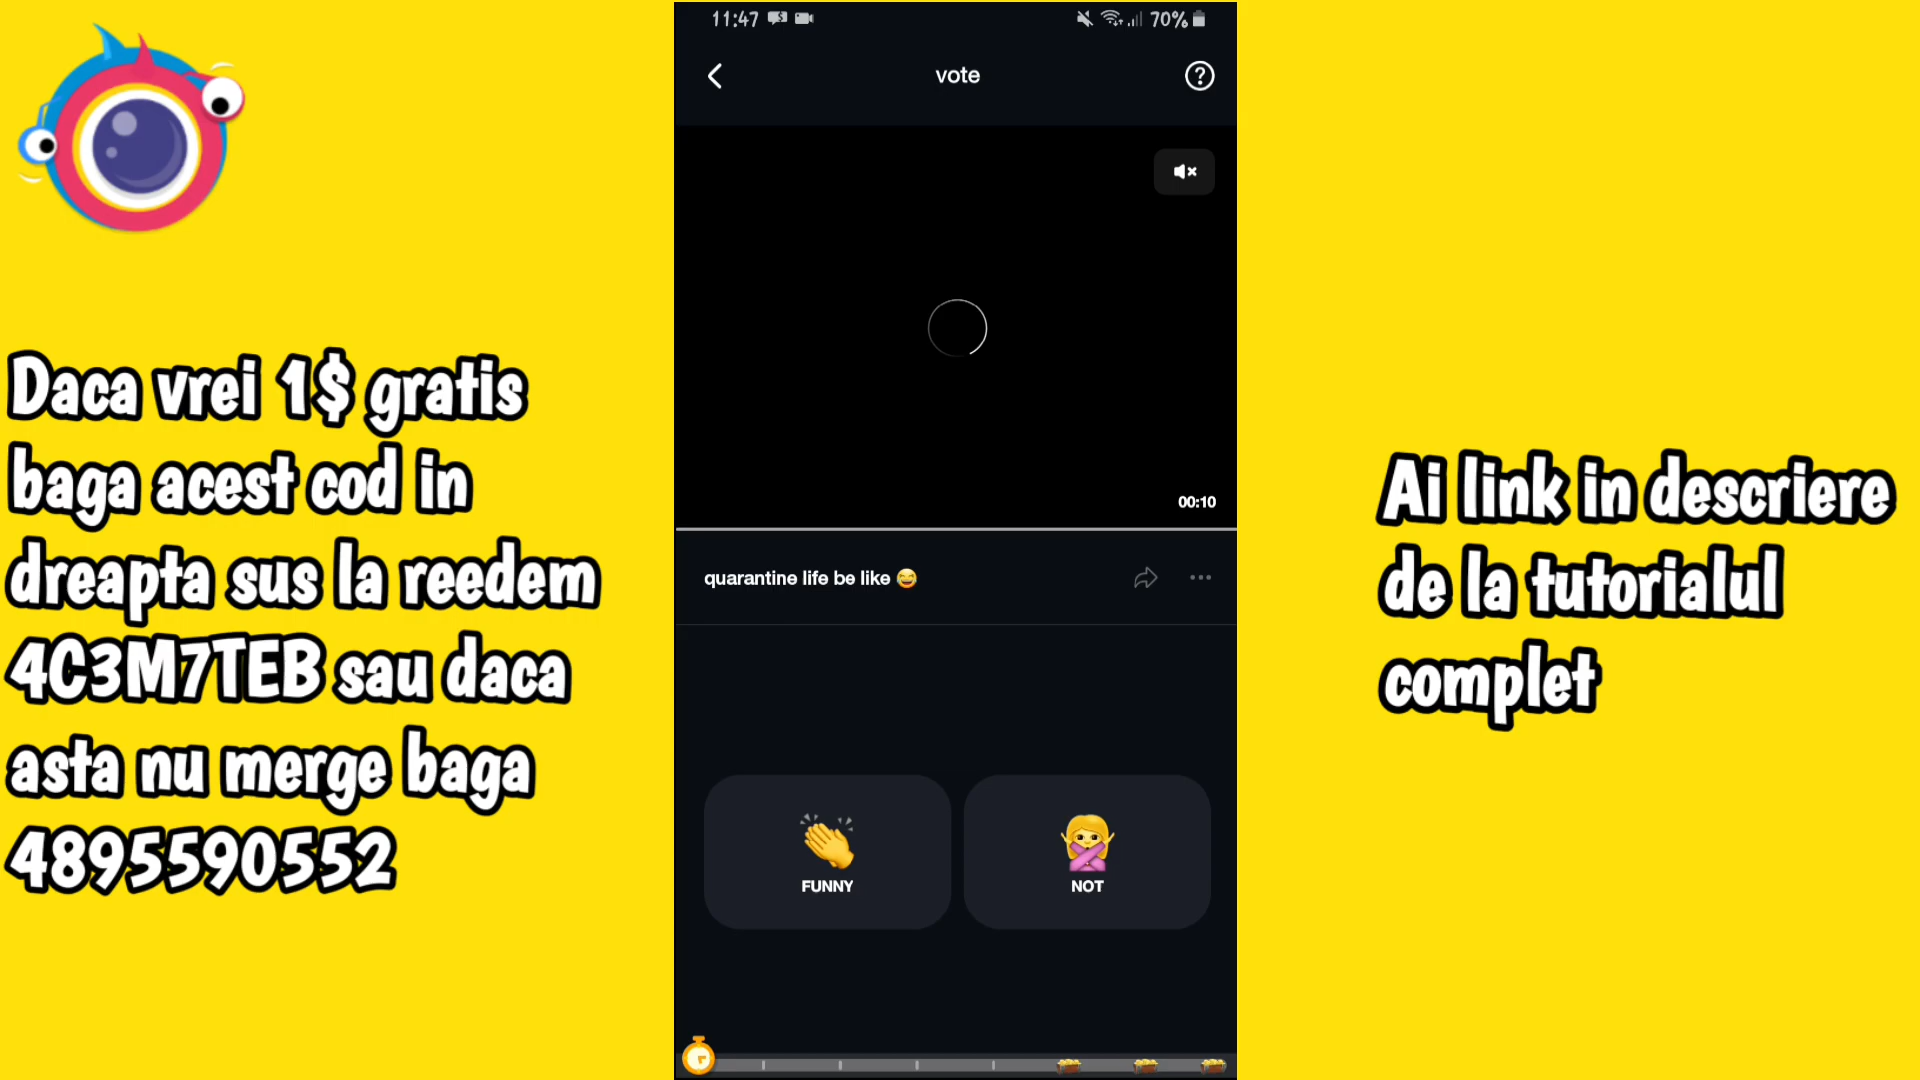 Daca vrei 1$ gratis
baga acest cod in
dreapta sus la reedem
4C3M7TEB sau daca
asta nu merge baga
4895590552
11:47
70%
vote
00:10
quarantine life be like 😄
FUNNY
NOT
Ai link in descriere
de la tutorialul
complet